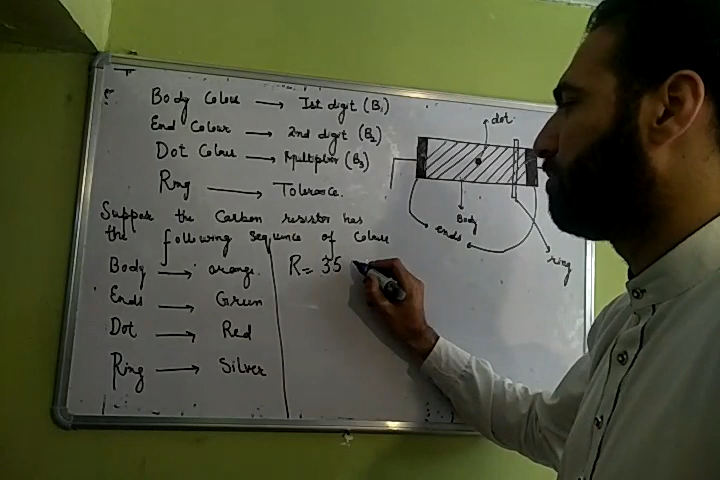 Body Colour → Ist digit (B₁)
End Colour → 2nd digit (B₂)
Dot Colour → Multiplier (B₃)
Ring → Tolerance.
Suppose the Carbon resistor has
the following sequence of colour
Body → orange.
Ends → Green
Dot → Red
Ring → Silver
R = 35
dot
Body
ends
ring